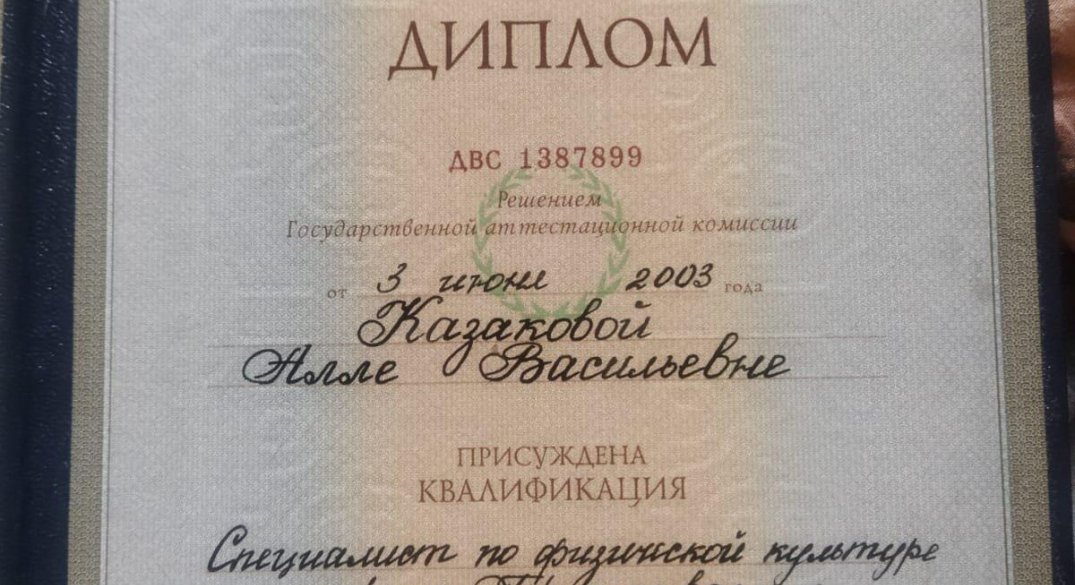 ДИПЛОМ
ДВС 1387899
Решением
Государственной аттестационной комиссии
от 3 июня 2003 года
Казаковой
Алле Васильевне
ПРИСУЖДЕНА
КВАЛИФИКАЦИЯ
Специалист по физической культуре